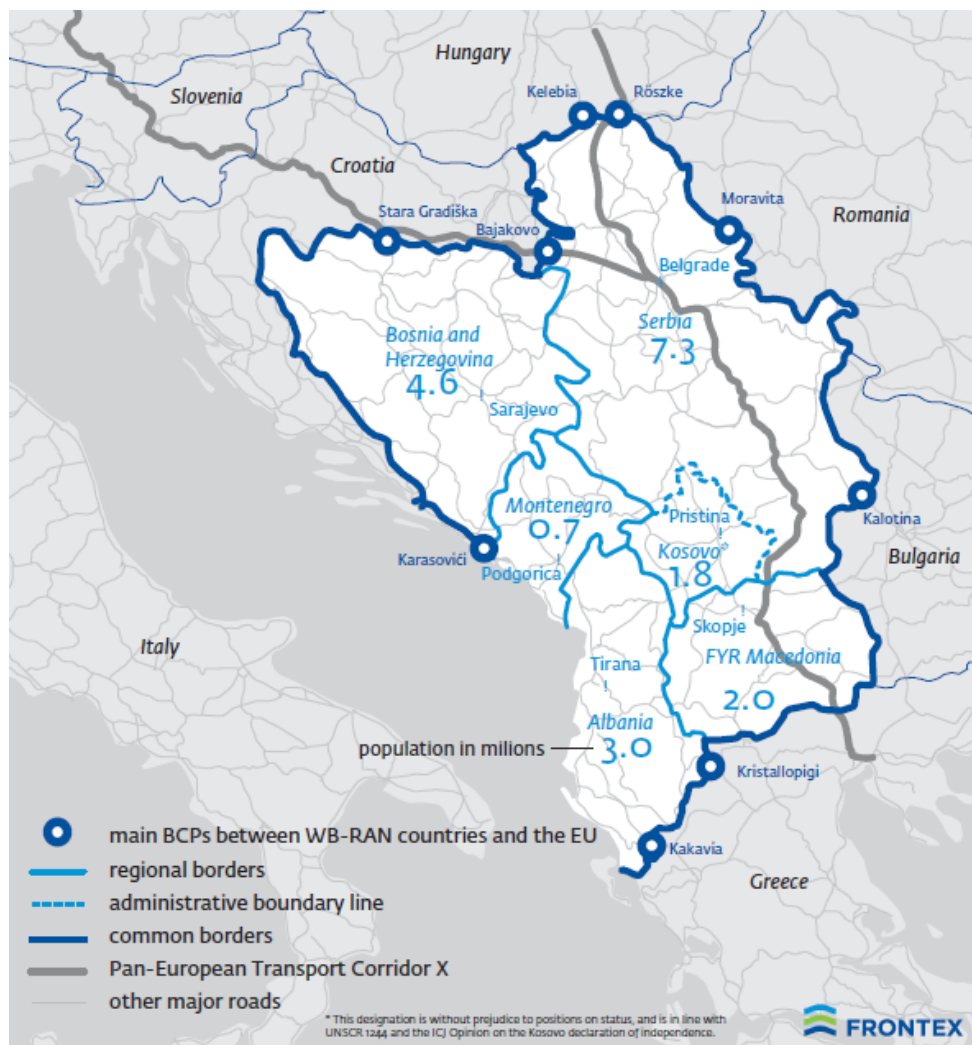 Hungary
Kelebia
Röszke
Slovenia
Croatia
Stara Gradiška
Bajakovo
Moravita
Romania
Belgrade
Serbia
7.3
Bosnia and
Herzegovina
4.6
Sarajevo
Montenegro
0.7
Pristina
Kosovo*
1.8
Kalotina
Bulgaria
Karasovići
Podgorica
Skopje
FYR Macedonia
2.0
Italy
Tirana
Albania
3.0
population in milions
Kristallopigi
Kakavia
Greece
main BCPs between WB-RAN countries and the EU
regional borders
administrative boundary line
common borders
Pan-European Transport Corridor X
other major roads
* This designation is without prejudice to positions on status, and is in line with
UNSCR 1244 and the ICJ Opinion on the Kosovo declaration of independence.
FRONTEX